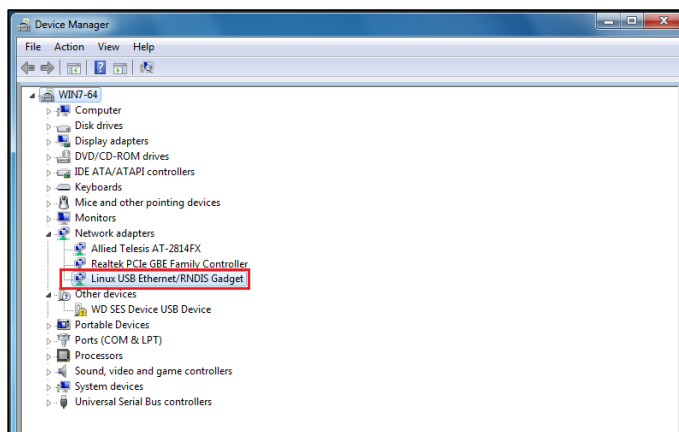 Device Manager
File Action View Help
WIN7-64
Computer
Disk drives
Display adapters
DVD/CD-ROM drives
IDE ATA/ATAPI controllers
Keyboards
Mice and other pointing devices
Monitors
Network adapters
Allied Telesis AT-2814FX
Realtek PCIe GBE Family Controller
Linux USB Ethernet/RNDIS Gadget
Other devices
WD SES Device USB Device
Portable Devices
Ports (COM & LPT)
Processors
Sound, video and game controllers
System devices
Universal Serial Bus controllers